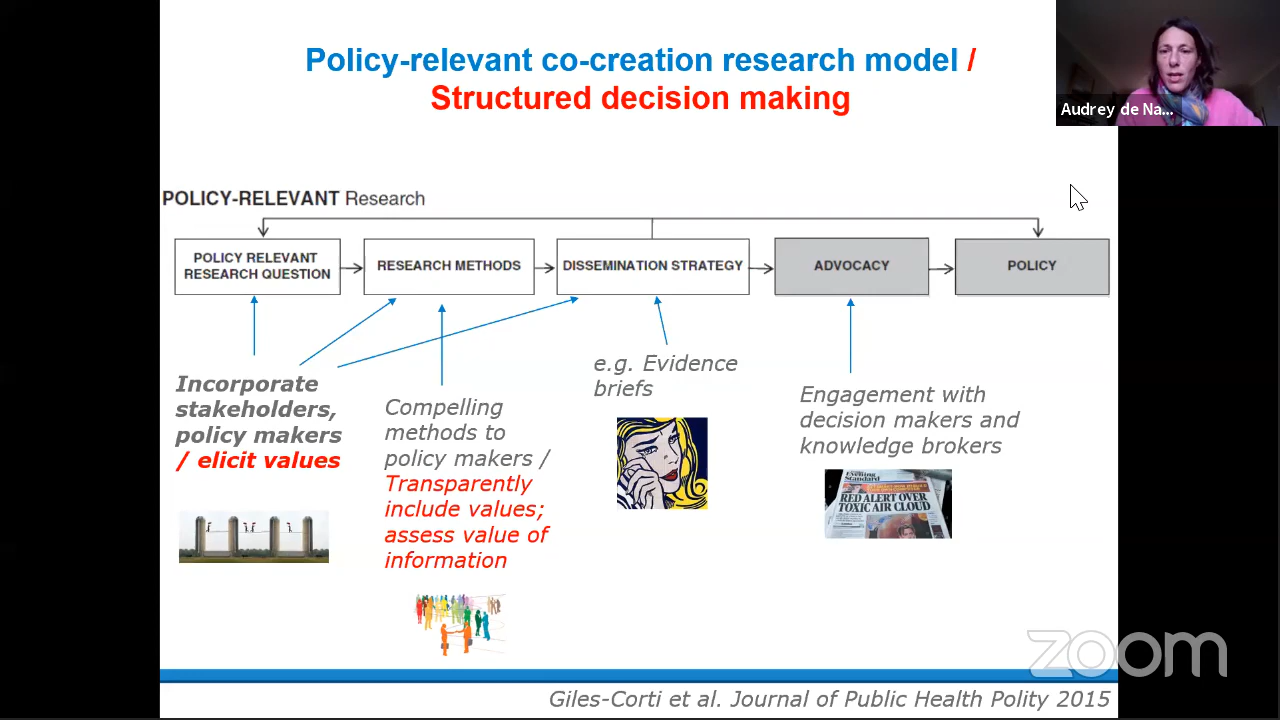 Policy-relevant co-creation research model /
Structured decision making
Audrey de Na...
POLICY-RELEVANT Research
POLICY RELEVANT
RESEARCH QUESTION
RESEARCH METHODS
DISSEMINATION STRATEGY
ADVOCACY
POLICY
Incorporate
stakeholders,
policy makers
/ elicit values
Compelling
methods to
policy makers /
Transparently
include values;
assess value of
information
e.g. Evidence
briefs
Engagement with
decision makers and
knowledge brokers
Evening
Standard
RED ALERT OVER
TOXIC AIR CLOUD
zoom
Giles-Corti et al. Journal of Public Health Polity 2015